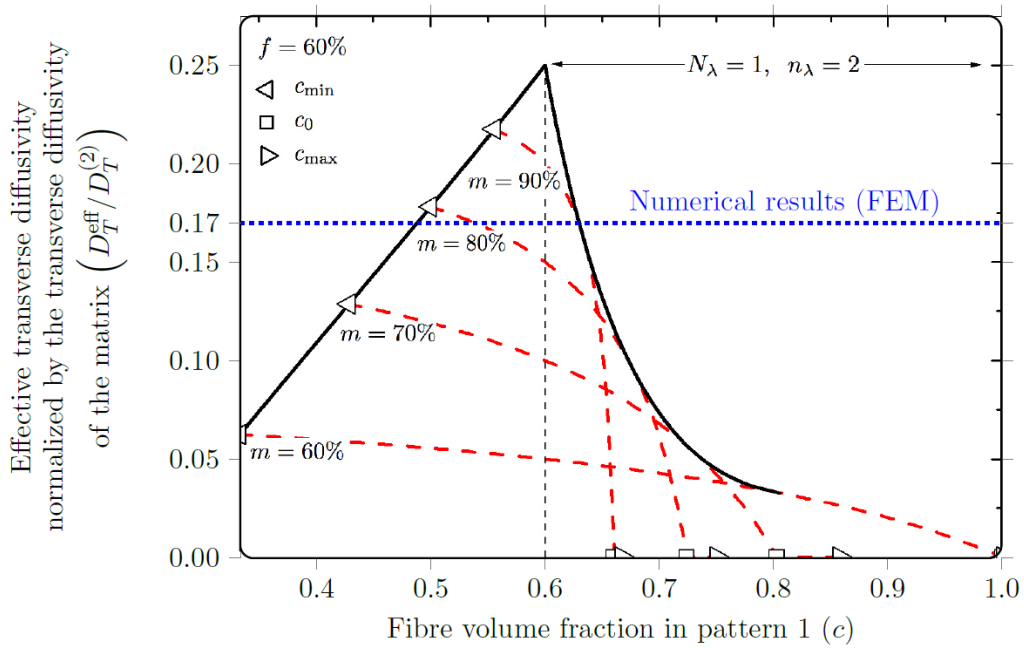 Effective transverse diffusivity
normalized by the transverse diffusivity
of the matrix (D_T^eff/D_T^(2))
f = 60%
c_min
c_0
c_max
N_λ = 1, n_λ = 2
0.25
0.20
0.17
0.15
0.10
0.05
0.00
m = 90%
Numerical results (FEM)
m = 80%
m = 70%
m = 60%
0.4
0.5
0.6
0.7
0.8
0.9
1.0
Fibre volume fraction in pattern 1 (c)